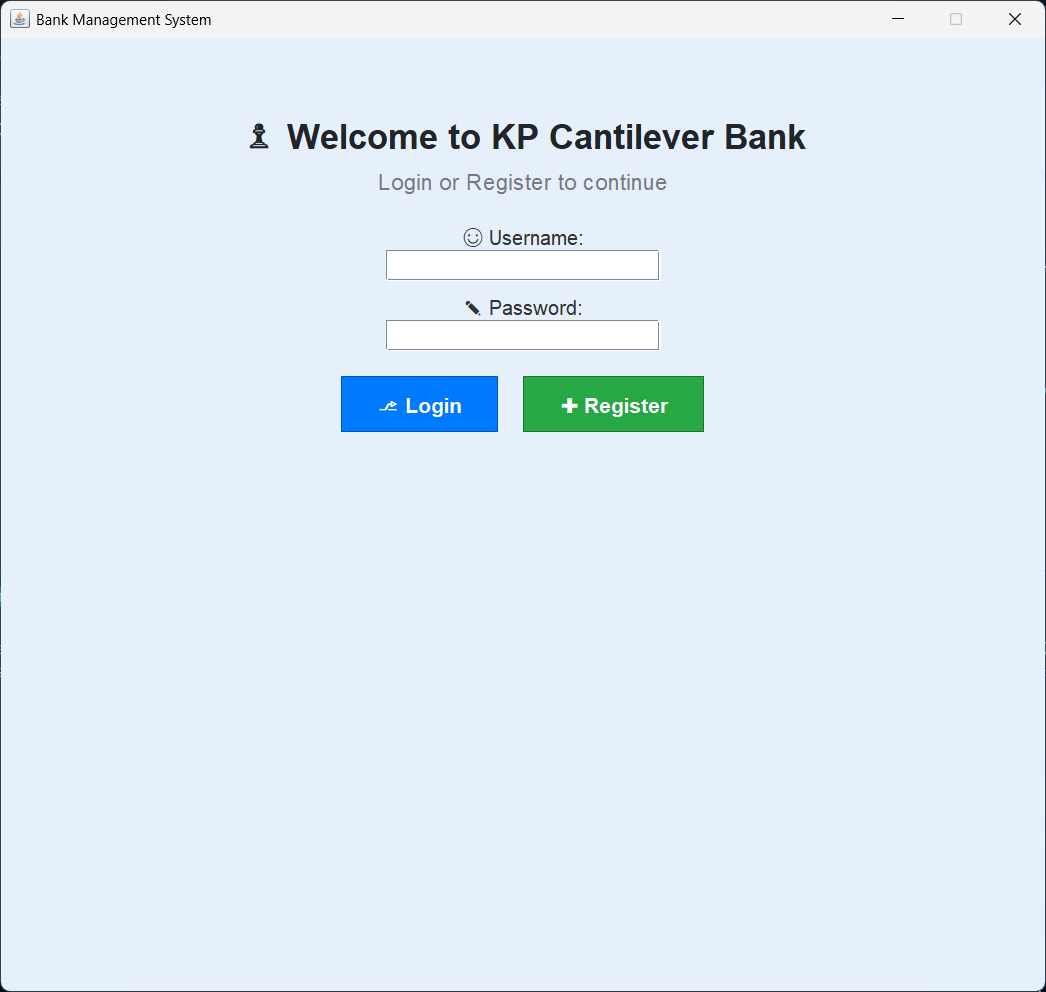 Bank Management System
♟ Welcome to KP Cantilever Bank
Login or Register to continue
☺ Username:
✎ Password:
Login
✚ Register